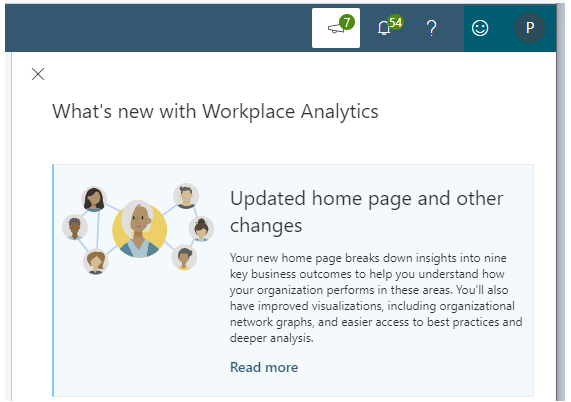 7
54
?
P
What's new with Workplace Analytics
Updated home page and other
changes
Your new home page breaks down insights into nine
key business outcomes to help you understand how
your organization performs in these areas. You'll also
have improved visualizations, including organizational
network graphs, and easier access to best practices and
deeper analysis.
Read more